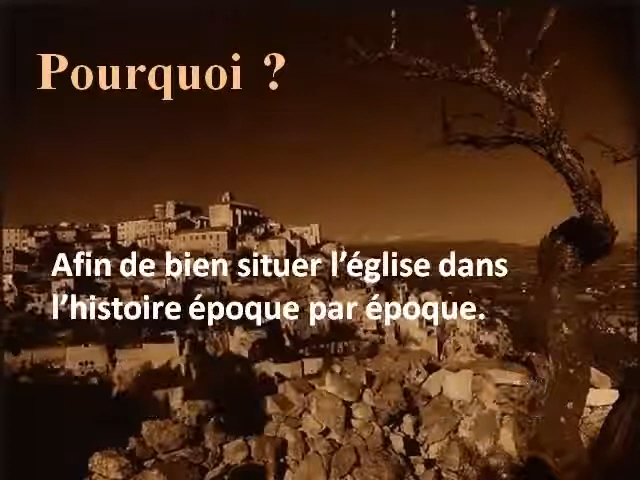 Pourquoi ?
Afin de bien situer l’église dans
l’histoire époque par époque.